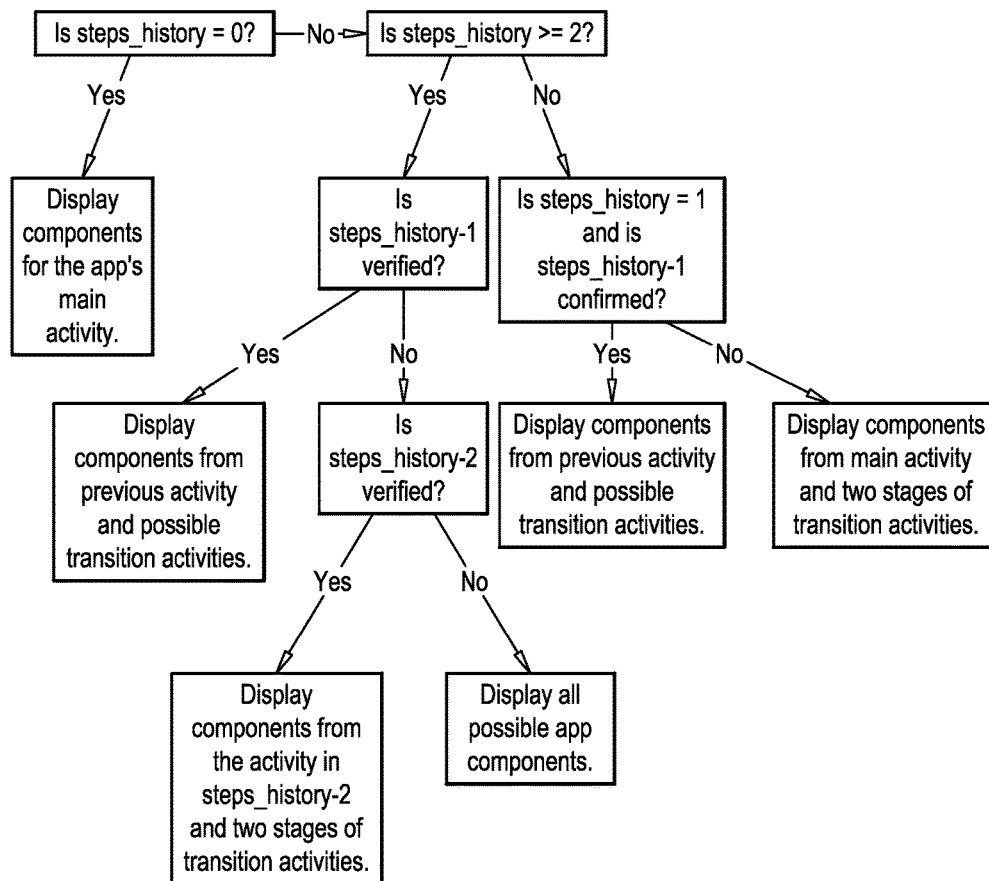 Is steps_history = 0?
No
Is steps_history >= 2?
Yes
Yes
No
Display
components
for the app's
main
activity.
Is
steps_history-1
verified?
Is steps_history = 1
and is
steps_history-1
confirmed?
Yes
No
Yes
No
Display
components from
previous activity
and possible
transition activities.
Is
steps_history-2
verified?
Display components
from previous activity
and possible
transition activities.
Display components
from main activity
and two stages of
transition activities.
Yes
No
Display
components from
the activity in
steps_history-2
and two stages of
transition activities.
Display all
possible app
components.